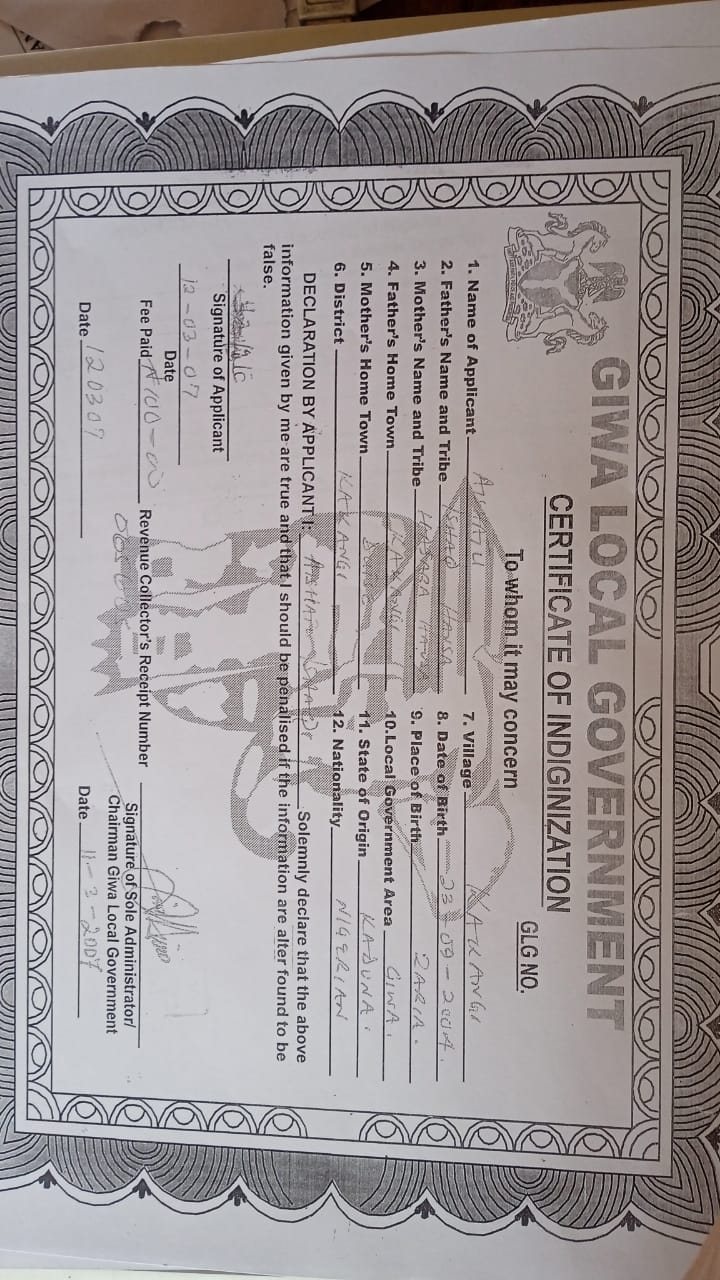 GIWA LOCAL GOVERNMENT
CERTIFICATE OF INDIGINIZATION
GLG NO.
To whom it may concern
1. Name of Applicant
2. Father's Name and Tribe ISHAQ HAUSA
3. Mother's Name and Tribe HAUSA
4. Father's Home Town KAKANGI
5. Mother's Home Town
6. District KAKANGI
7. Village KAKANGI
8. Date of Birth 23-09-2004.
9. Place of Birth ZARIA.
10. Local Government Area GIWA.
11. State of Origin KADUNA.
12. Nationality NIGERIAN
DECLARATION BY APPLICANT I: Solemnly declare that the above
information given by me are true and that I should be penalised if the information are alter found to be
false.
Signature of Applicant
12-03-07
Date
Fee Paid ₦100-00 Revenue Collector's Receipt Number
Date 120307
Signature of Sole Administrator/
Chairman Giwa Local Government
Date 11-3-2007